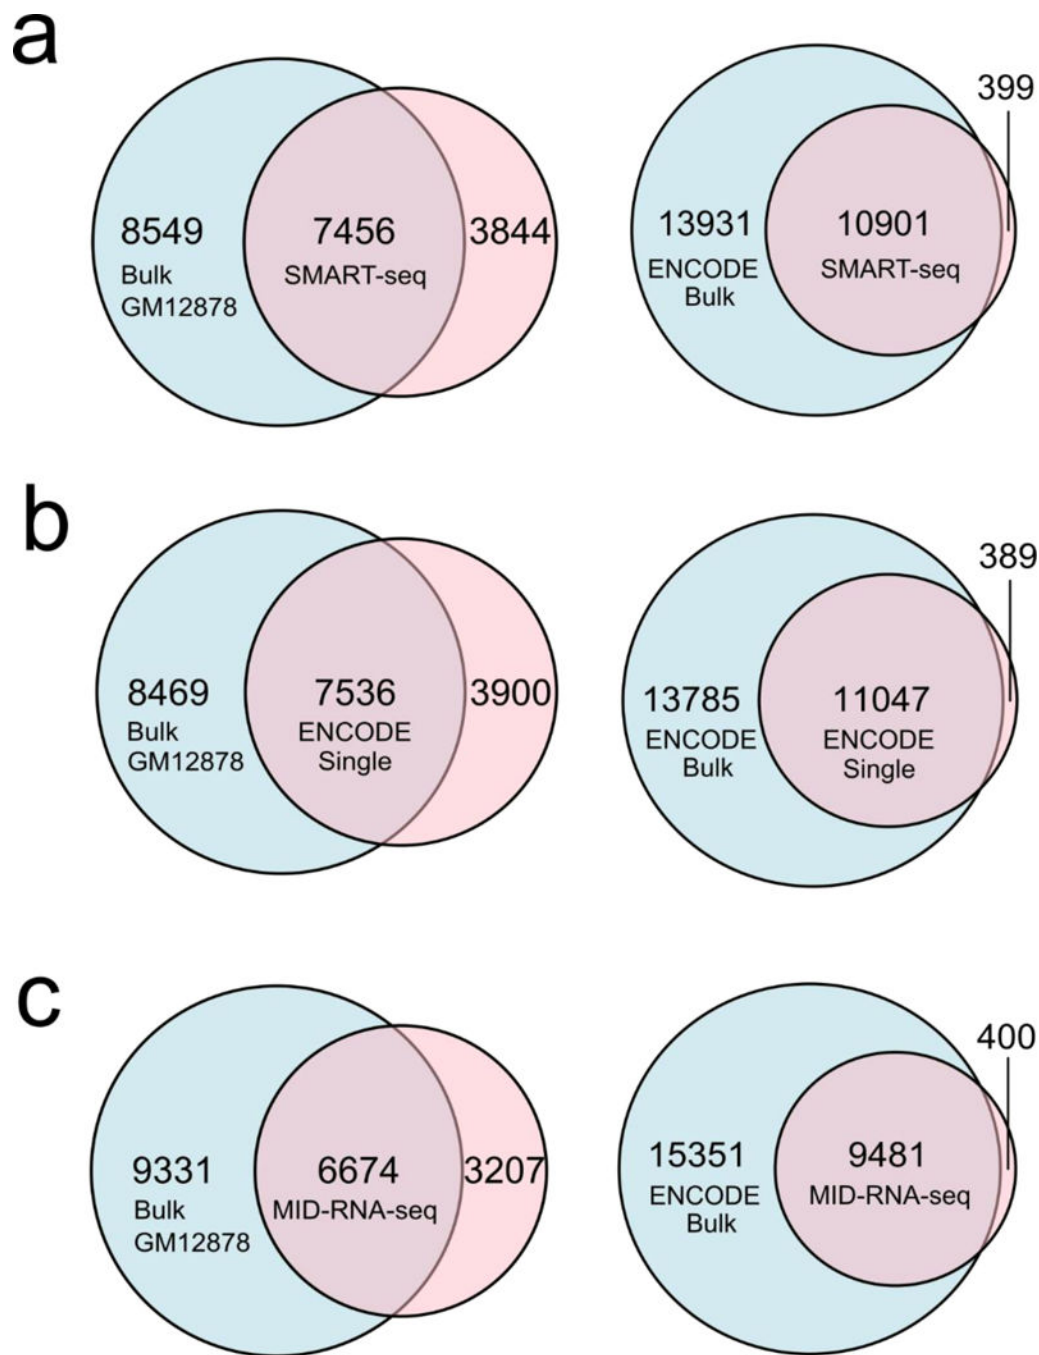 a
8549
Bulk
GM12878
7456
SMART-seq
3844
13931
ENCODE
Bulk
10901
SMART-seq
399
b
8469
Bulk
GM12878
7536
ENCODE
Single
3900
13785
ENCODE
Bulk
11047
ENCODE
Single
389
c
9331
Bulk
GM12878
6674
MID-RNA-seq
3207
15351
ENCODE
Bulk
9481
MID-RNA-seq
400